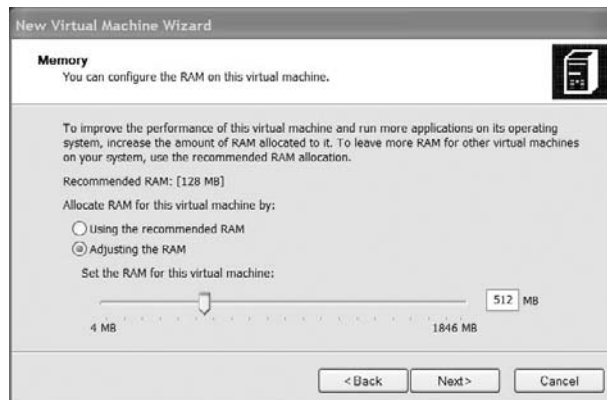 New Virtual Machine Wizard
Memory
You can configure the RAM on this virtual machine.
To improve the performance of this virtual machine and run more applications on its operating
system, increase the amount of RAM allocated to it. To leave more RAM for other virtual machines
on your system, use the recommended RAM allocation.
Recommended RAM: [128 MB]
Allocate RAM for this virtual machine by:
Using the recommended RAM
Adjusting the RAM
Set the RAM for this virtual machine:
512 MB
4 MB 1846 MB
<Back Next> Cancel